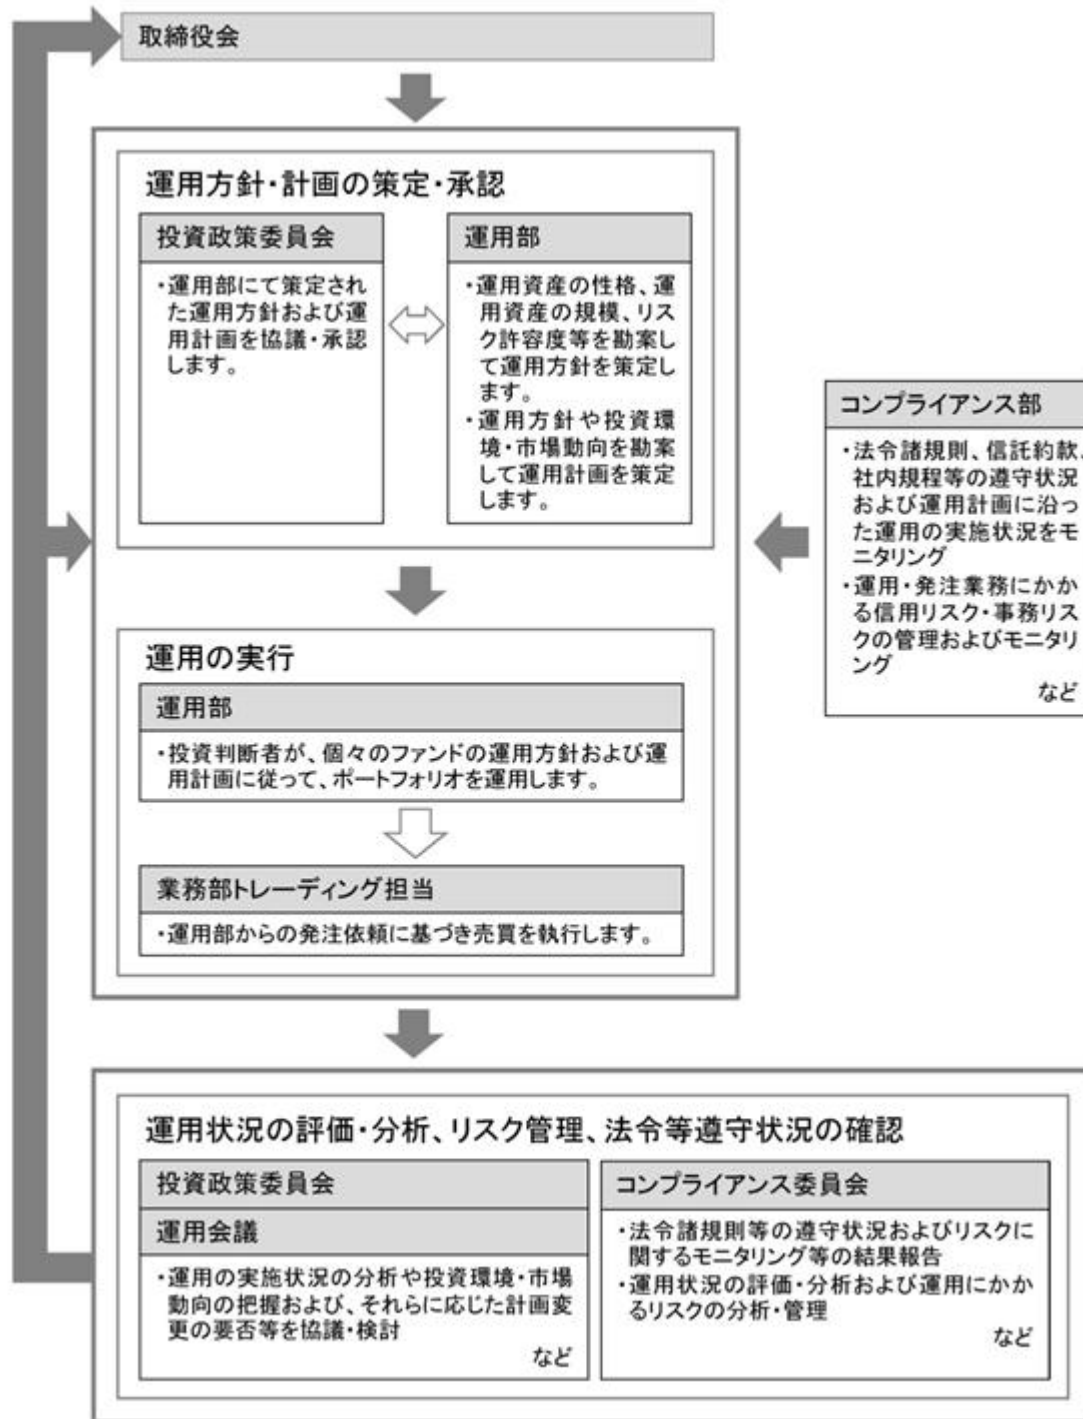 取締役会
運用方針・計画の策定・承認
投資政策委員会
・運用部にて策定され
た運用方針および運
用計画を協議・承認
します。
運用部
・運用資産の性格、運
用資産の規模、リス
ク許容度等を勘案し
て運用方針を策定し
ます。
・運用方針や投資環
境・市場動向を勘案
して運用計画を策定
します。
コンプライアンス部
・法令諸規則、信託約款、
社内規程等の遵守状況
および運用計画に沿っ
た運用の実施状況をモ
ニタリング
・運用・発注業務にかか
る信用リスク・事務リス
クの管理およびモニタリ
ング
など
運用の実行
運用部
・投資判断者が、個々のファンドの運用方針および運
用計画に従って、ポートフォリオを運用します。
業務部トレーディング担当
・運用部からの発注依頼に基づき売買を執行します。
運用状況の評価・分析、リスク管理、法令等遵守状況の確認
投資政策委員会
運用会議
・運用の実施状況の分析や投資環境・市場
動向の把握および、それらに応じた計画変
更の要否等を協議・検討
など
コンプライアンス委員会
・法令諸規則等の遵守状況およびリスクに
関するモニタリング等の結果報告
・運用状況の評価・分析および運用にかか
るリスクの分析・管理
など